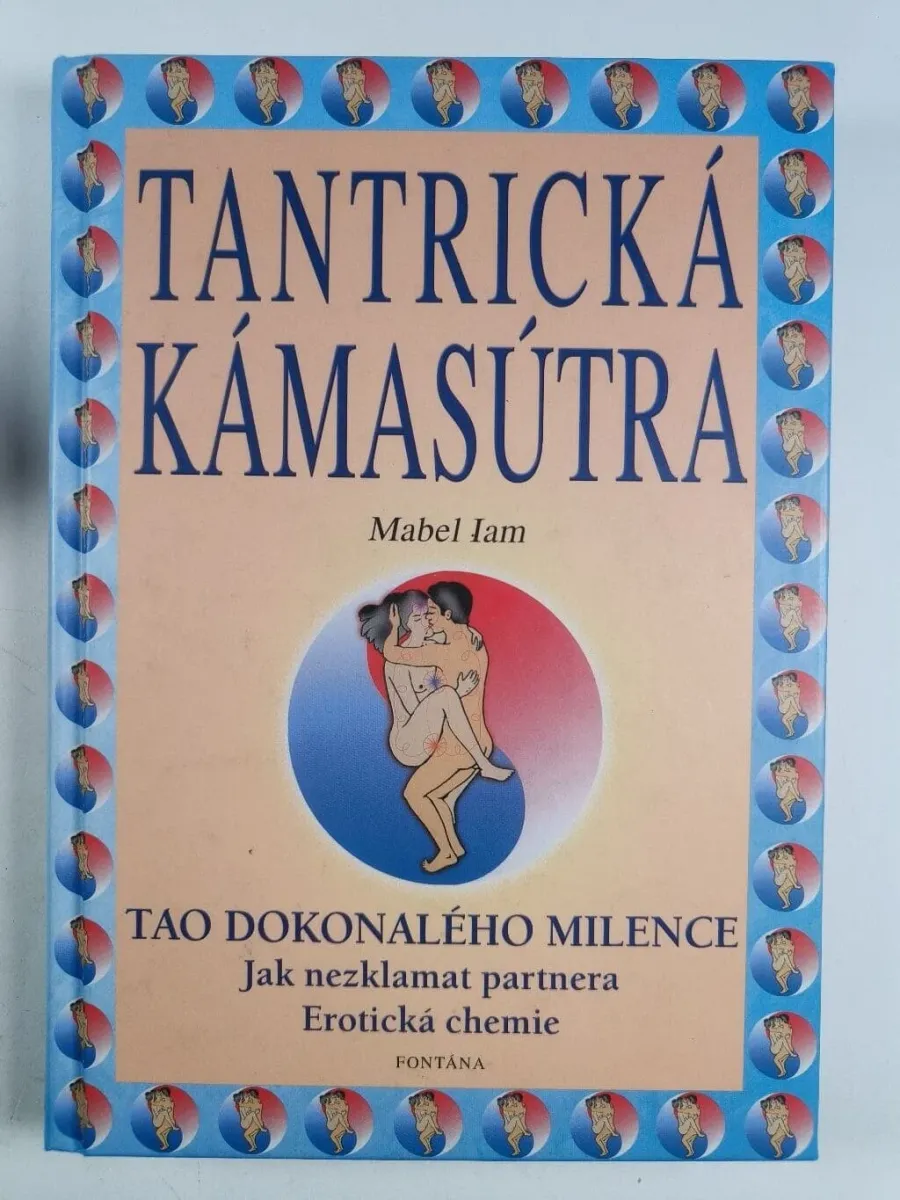 TANTRICKÁ
KÁMASÚTRA
Mabel Iam
TAO DOKONALÉHO MILENCE
Jak nezklamat partnera
Erotická chemie
FONTÁNA